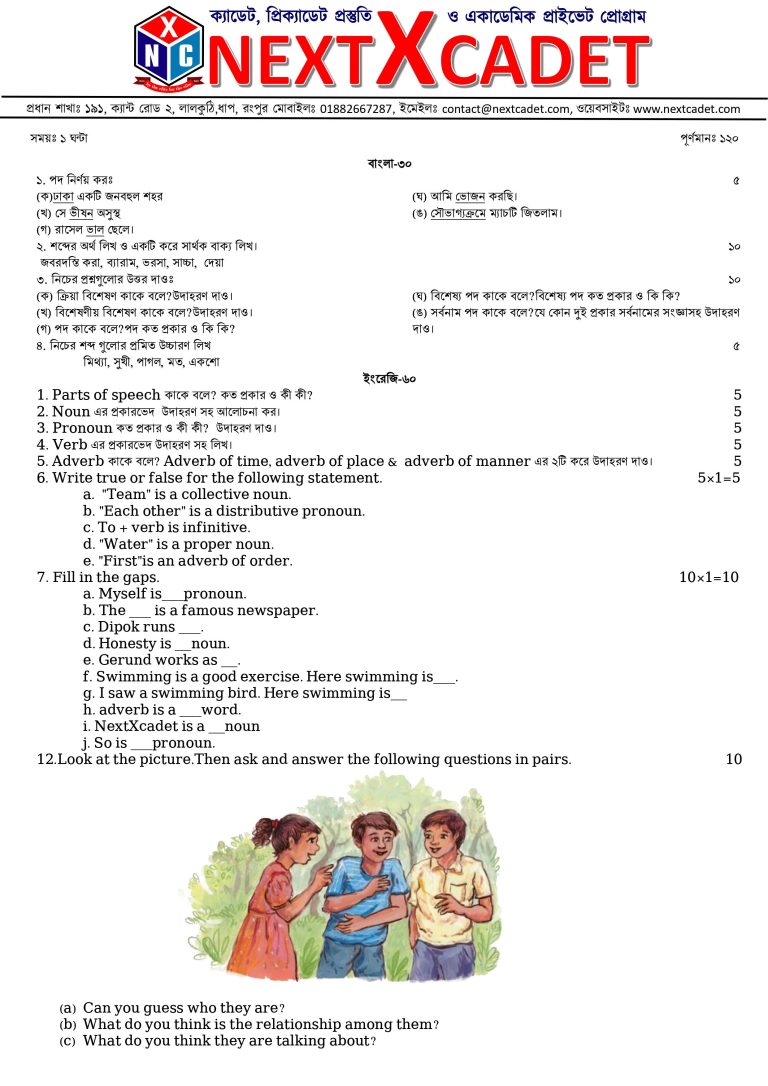 ক্যাডেট, প্রিক্যাডেট প্রস্তুতি ও একাডেমিক প্রাইভেট প্রোগ্রাম
X
N C
NEXT X CADET
প্রধান শাখাঃ ১৯১, ক্যান্ট রোড ২, লালকুঠি,ধাপ, রংপুর মোবাইলঃ 01882667287, ইমেইলঃ contact@nextcadet.com, ওয়েবসাইটঃ www.nextcadet.com
সময়ঃ ১ ঘন্টা পূর্ণমানঃ ১২০
বাংলা-৩০
১. পদ নির্ণয় করঃ ৫
(ক)ঢাকা একটি জনবহুল শহর (ঘ) আমি ভোজন করছি।
(খ) সে ভীষন অসুস্থ (ঙ) সৌভাগ্যক্রমে ম্যাচটি জিতলাম।
(গ) রাসেল ভাল ছেলে।
২. শব্দের অর্থ লিখ ও একটি করে সার্থক বাক্য লিখ। ১০
জবরদস্তি করা, ব্যারাম, ভরসা, সাচ্চা, দেয়া
৩. নিচের প্রশ্নগুলোর উত্তর দাওঃ ১০
(ক) ক্রিয়া বিশেষণ কাকে বলে?উদাহরণ দাও। (ঘ) বিশেষ্য পদ কাকে বলে?বিশেষ্য পদ কত প্রকার ও কি কি?
(খ) বিশেষণীয় বিশেষণ কাকে বলে?উদাহরণ দাও। (ঙ) সর্বনাম পদ কাকে বলে?যে কোন দুই প্রকার সর্বনামের সংজ্ঞাসহ উদাহরণ
(গ) পদ কাকে বলে?পদ কত প্রকার ও কি কি? দাও।
৪. নিচের শব্দ গুলোর প্রমিত উচ্চারণ লিখ ৫
মিথ্যা, সুখী, পাগল, মত, একশো
ইংরেজি-৬০
1. Parts of speech কাকে বলে? কত প্রকার ও কী কী? 5
2. Noun এর প্রকারভেদ উদাহরণ সহ আলোচনা কর। 5
3. Pronoun কত প্রকার ও কী কী? উদাহরণ দাও। 5
4. Verb এর প্রকারভেদ উদাহরণ সহ লিখ। 5
5. Adverb কাকে বলে? Adverb of time, adverb of place & adverb of manner এর ২টি করে উদাহরণ দাও। 5
6. Write true or false for the following statement. 5×1=5
a. "Team" is a collective noun.
b. "Each other" is a distributive pronoun.
c. To + verb is infinitive.
d. "Water" is a proper noun.
e. "First"is an adverb of order.
7. Fill in the gaps. 10×1=10
a. Myself is___pronoun.
b. The ___ is a famous newspaper.
c. Dipok runs ___.
d. Honesty is __noun.
e. Gerund works as __.
f. Swimming is a good exercise. Here swimming is___.
g. I saw a swimming bird. Here swimming is__
h. adverb is a ___word.
i. NextXcadet is a __noun
j. So is ___pronoun.
12.Look at the picture.Then ask and answer the following questions in pairs. 10
(a) Can you guess who they are?
(b) What do you think is the relationship among them?
(c) What do you think they are talking about?